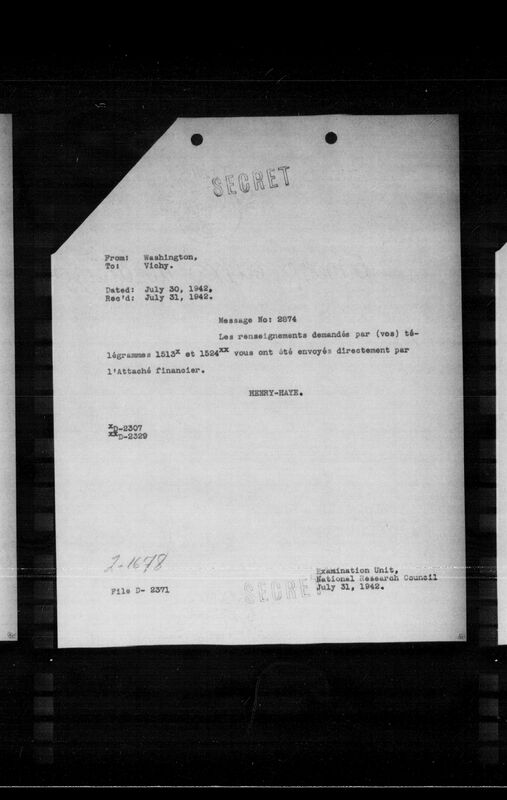 SECRET
From: Washington.
To: Vichy.
Dated: July 30, 1942.
Rec'd: July 31, 1942.
Message No: 2874
Les renseignements demandés par (vos) té-
légrammes 1513x et 1524xx vous ont été envoyés directement par
l'Attaché financier.
HENRY-HAYE.
xD-2307
xxD-2329
2-1678
Examination Unit,
National Research Council
July 31, 1942.
File D- 2371
SECRET